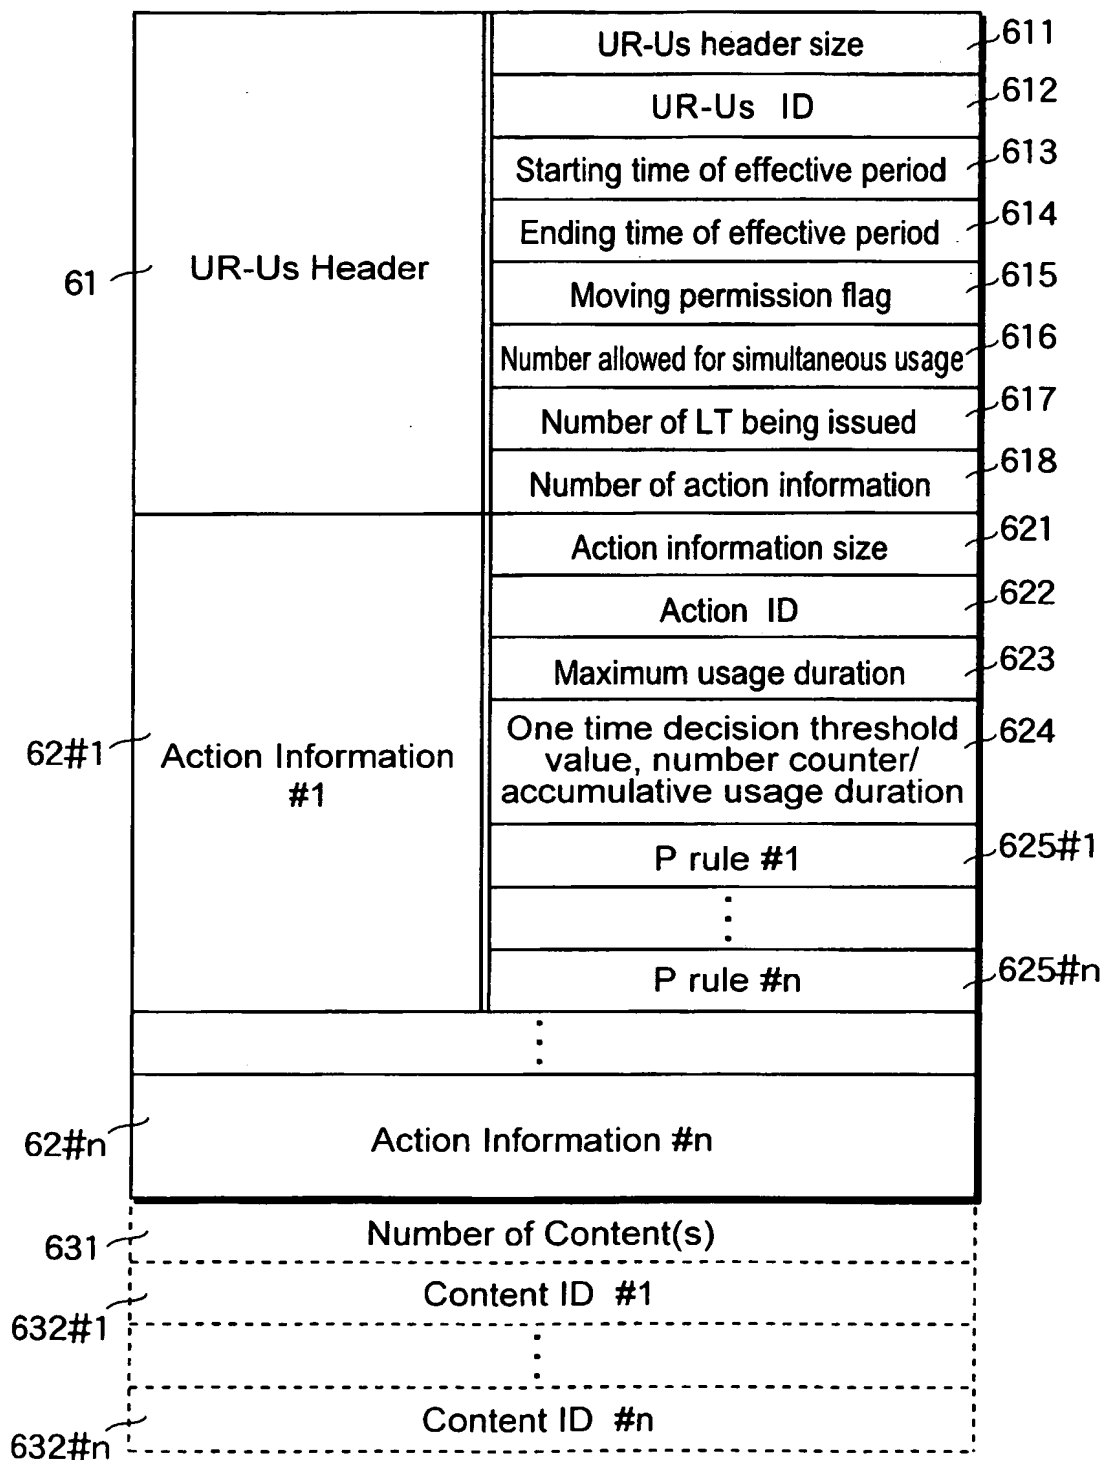 UR-Us header size
611
UR-Us ID
612
Starting time of effective period
613
Ending time of effective period
614
61
UR-Us Header
Moving permission flag
615
Number allowed for simultaneous usage
616
Number of LT being issued
617
Number of action information
618
Action information size
621
Action ID
622
Maximum usage duration
623
62#1
Action Information
#1
One time decision threshold
value, number counter/
accumulative usage duration
624
P rule #1
625#1
P rule #n
625#n
62#n
Action Information #n
631
Number of Content(s)
632#1
Content ID #1
632#n
Content ID #n